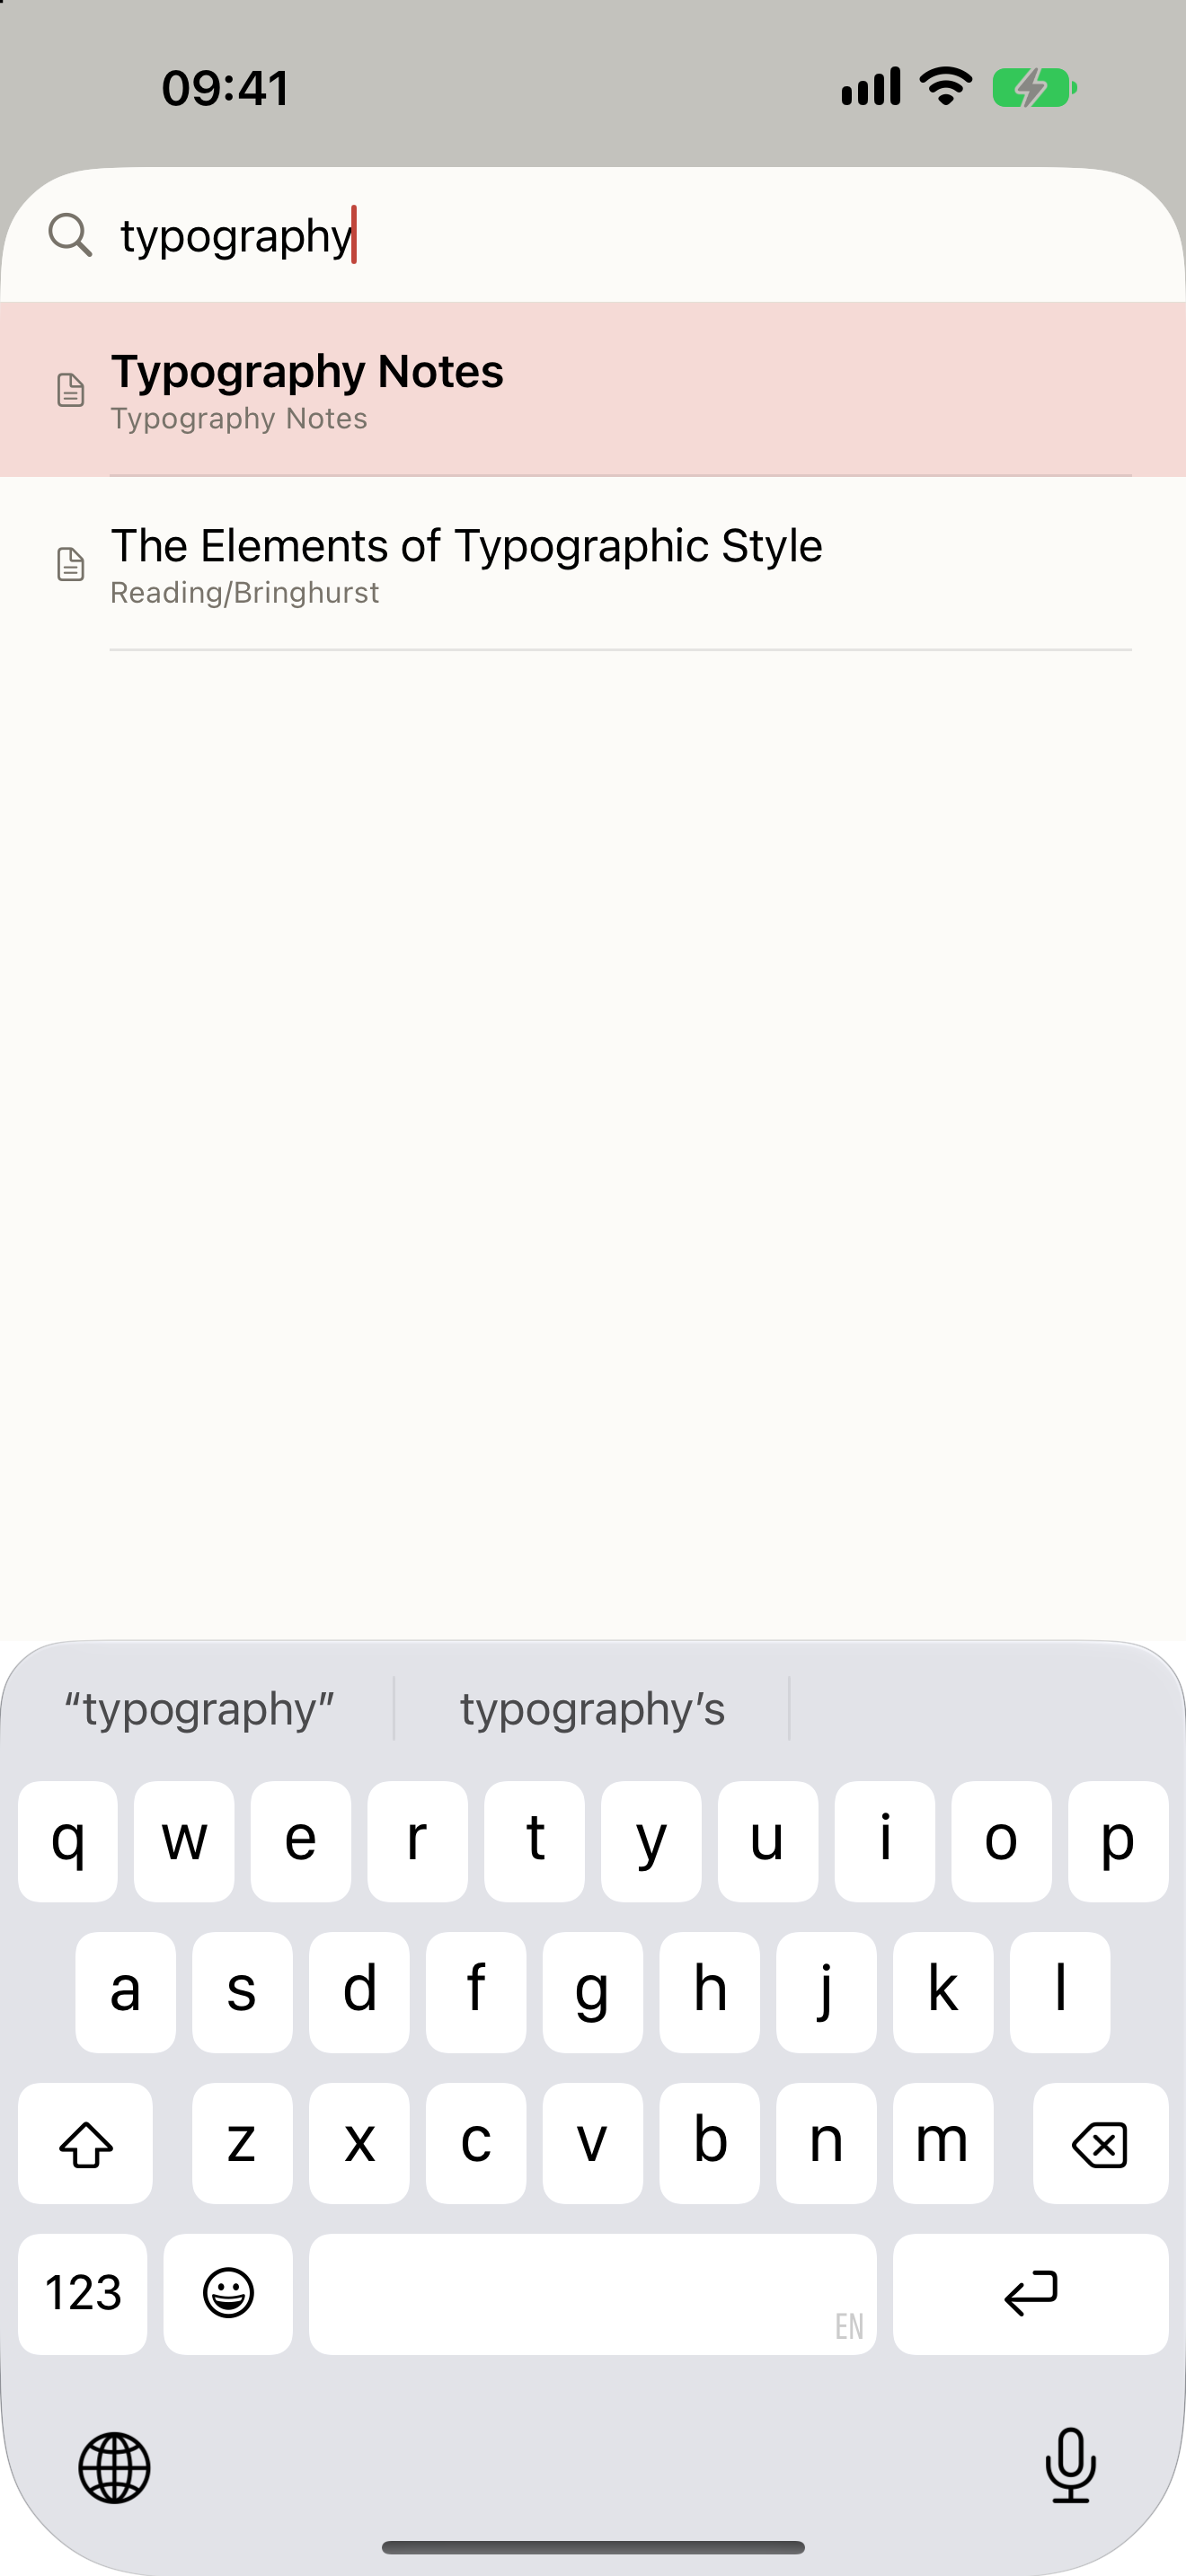 09:41
typography
Typography Notes
Typography Notes
The Elements of Typographic Style
Reading/Bringhurst
“typography” typography’s
q w e r t y u i o p
a s d f g h j k l
z x c v b n m
123
EN